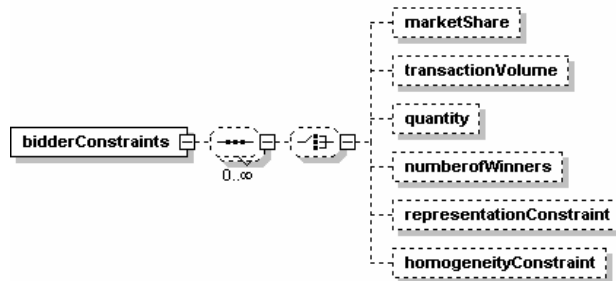 marketShare
transactionVolume
quantity
bidderConstraints
0..∞
numberofWinners
representationConstraint
homogeneityConstraint